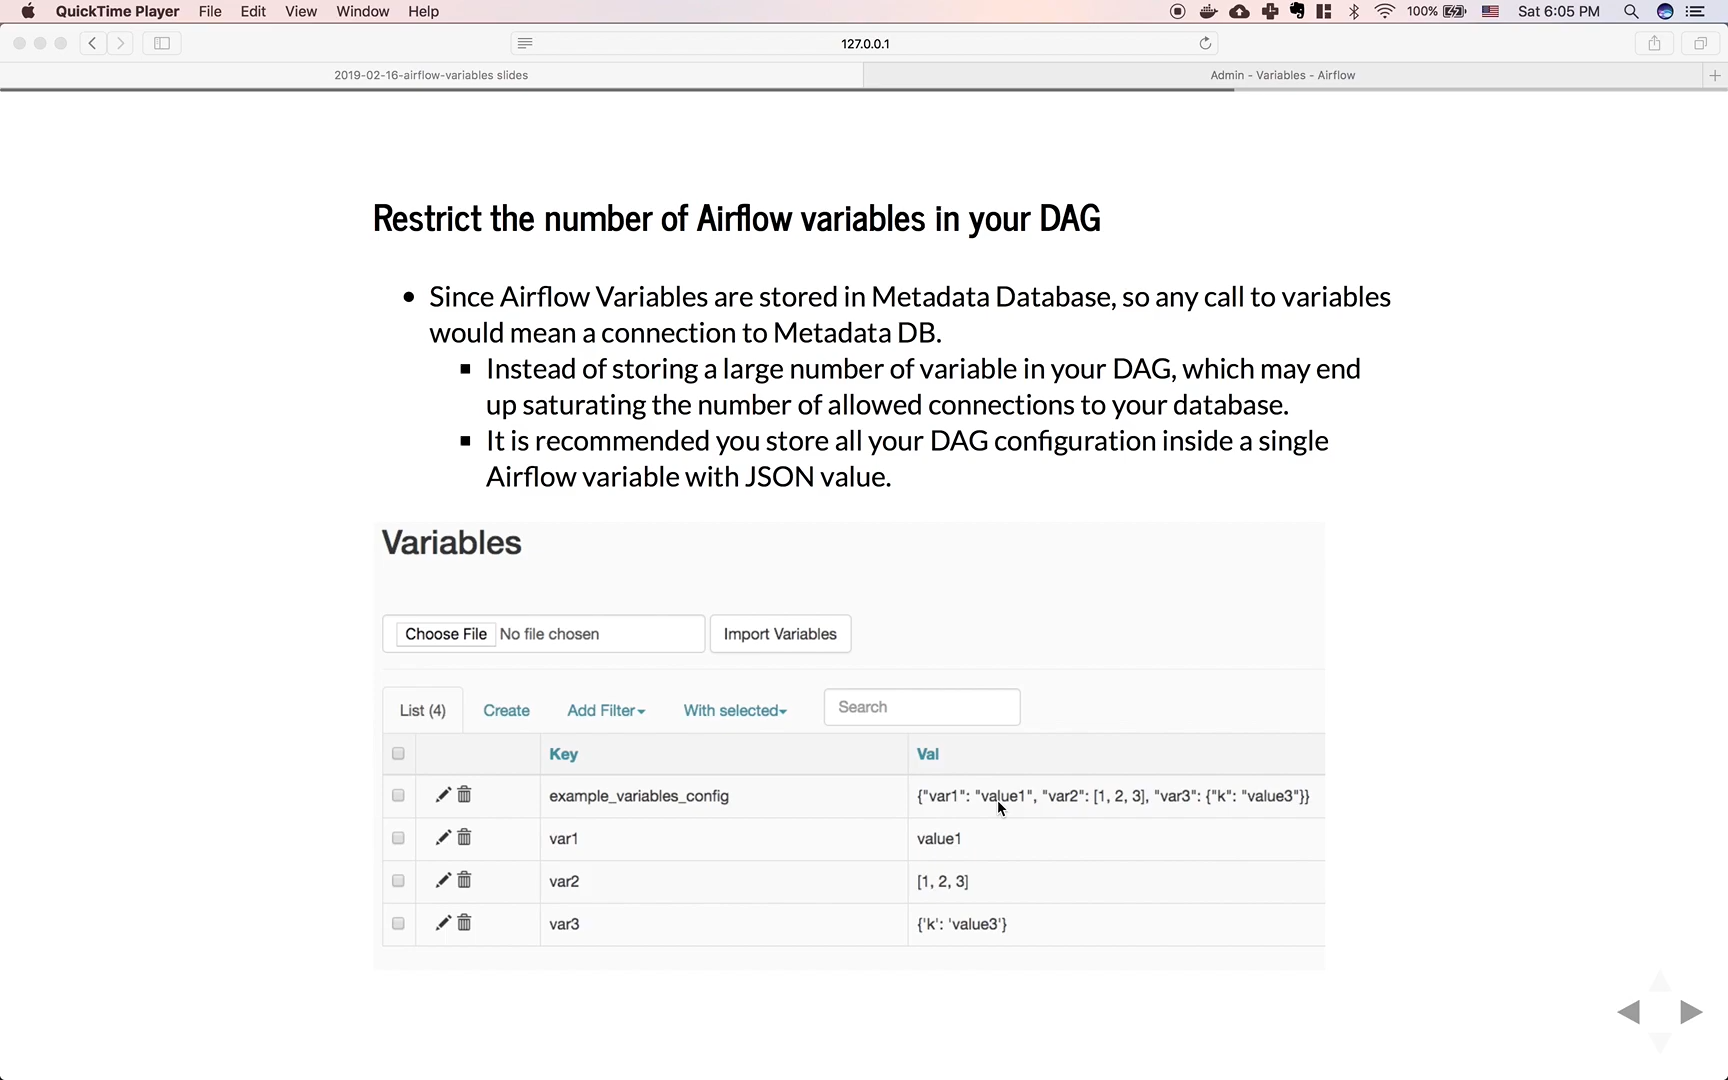 QuickTime Player File Edit View Window Help 100% Sat 6:05 PM
127.0.0.1
2019-02-16-airflow-variables slides Admin - Variables - Airflow
Restrict the number of Airflow variables in your DAG
Since Airflow Variables are stored in Metadata Database, so any call to variables
would mean a connection to Metadata DB.
Instead of storing a large number of variable in your DAG, which may end
up saturating the number of allowed connections to your database.
It is recommended you store all your DAG configuration inside a single
Airflow variable with JSON value.
Variables
Choose File No file chosen Import Variables
List (4) Create Add Filter With selected Search
Key Val
example_variables_config {"var1": "value1", "var2": [1, 2, 3], "var3": {"k": "value3"}}
var1 value1
var2 [1, 2, 3]
var3 {'k': 'value3'}